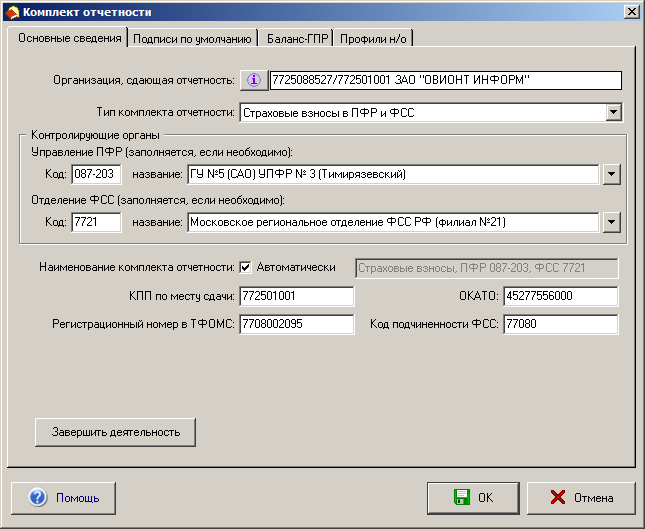 Комплект отчетности
Основные сведения Подписи по умолчанию Баланс-ГПР Профили н/о
Организация, сдающая отчетность: 7725088527/772501001 ЗАО "ОВИОНТ ИНФОРМ"
Тип комплекта отчетности: Страховые взносы в ПФР и ФСС
Контролирующие органы
Управление ПФР (заполняется, если необходимо):
Код: 087-203 название: ГУ №5 (САО) УПФР № 3 (Тимирязевский)
Отделение ФСС (заполняется, если необходимо):
Код: 7721 название: Московское региональное отделение ФСС РФ (филиал №21)
Наименование комплекта отчетности: Автоматически Страховые взносы, ПФР 087-203, ФСС 7721
КПП по месту сдачи: 772501001 ОКАТО: 45277556000
Регистрационный номер в ТФОМС: 7708002095 Код подчиненности ФСС: 77080
Завершить деятельность
Помощь OK Отмена